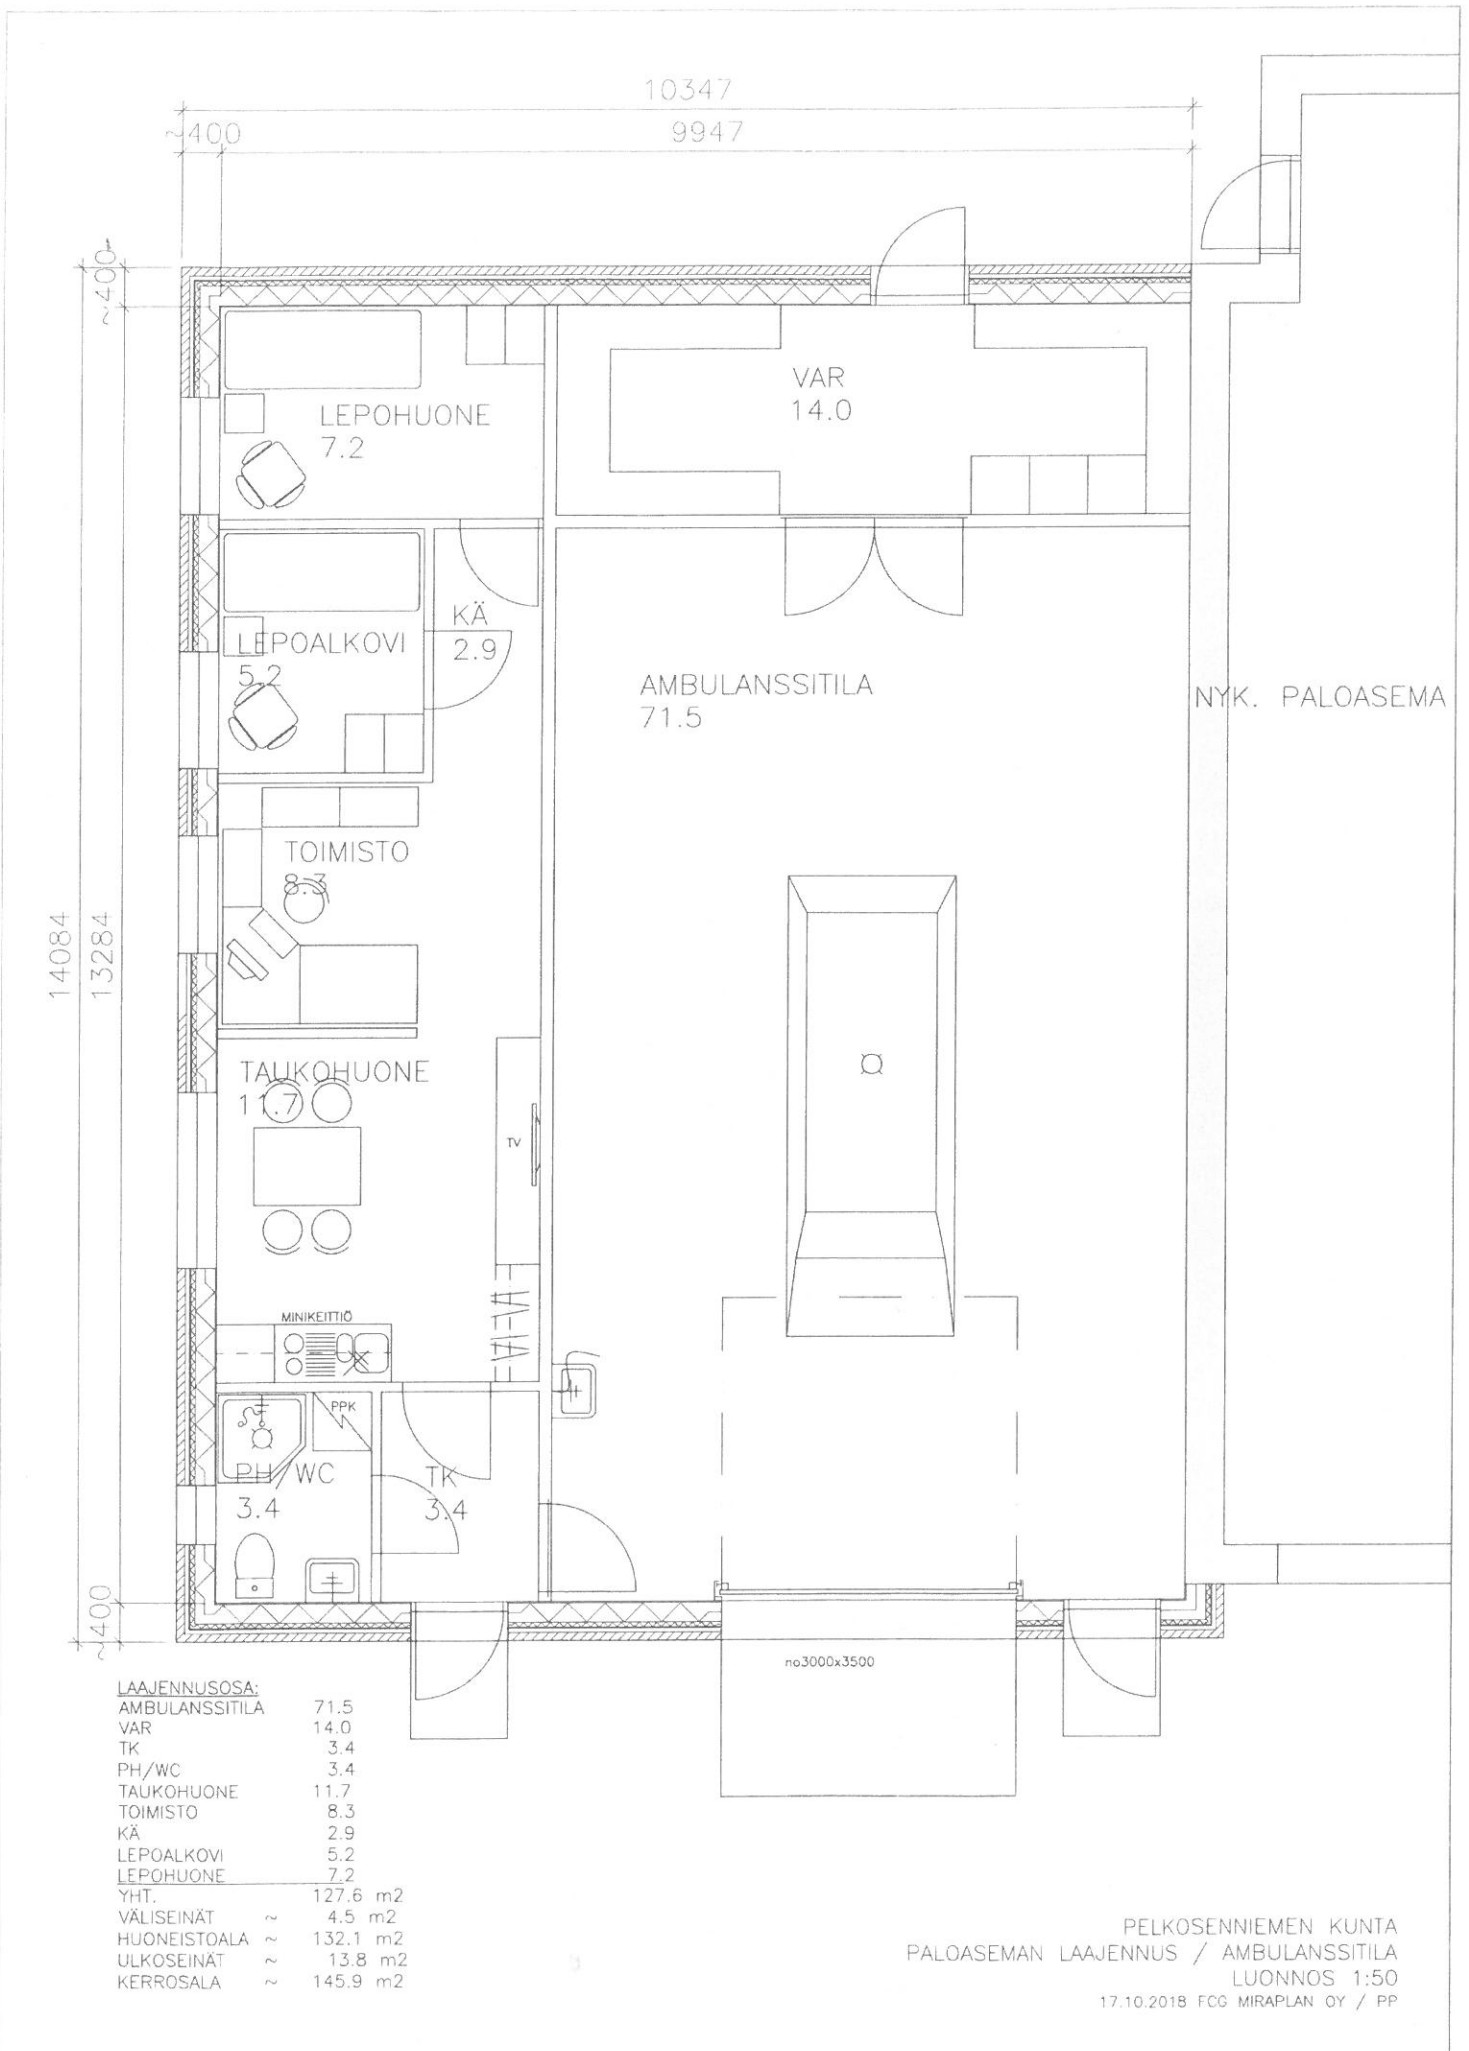 10347
~400 9947
~400
VAR
14.0
LEPOHUONE
7.2
KÄ
2.9
LEPOALKOVI
5.2
AMBULANSSITILA
71.5
NYK. PALOASEMA
TOIMISTO
8.3
14084
13284
TAUKOHUONE
11.7
TV
MINIKEITTIÖ
PPK
PH/WC
3.4
TK
3.4
~400
no3000x3500
LAAJENNUSOSA:
AMBULANSSITILA 71.5
VAR 14.0
TK 3.4
PH/WC 3.4
TAUKOHUONE 11.7
TOIMISTO 8.3
KÄ 2.9
LEPOALKOVI 5.2
LEPOHUONE 7.2
YHT. 127.6 m2
VÄLISEINÄT ~ 4.5 m2
HUONEISTOALA ~ 132.1 m2
ULKOSEINÄT ~ 13.8 m2
KERROSALA ~ 145.9 m2
PELKOSENNIEMEN KUNTA
PALOASEMAN LAAJENNUS / AMBULANSSITILA
LUONNOS 1:50
17.10.2018 FCG MIRAPLAN OY / PP